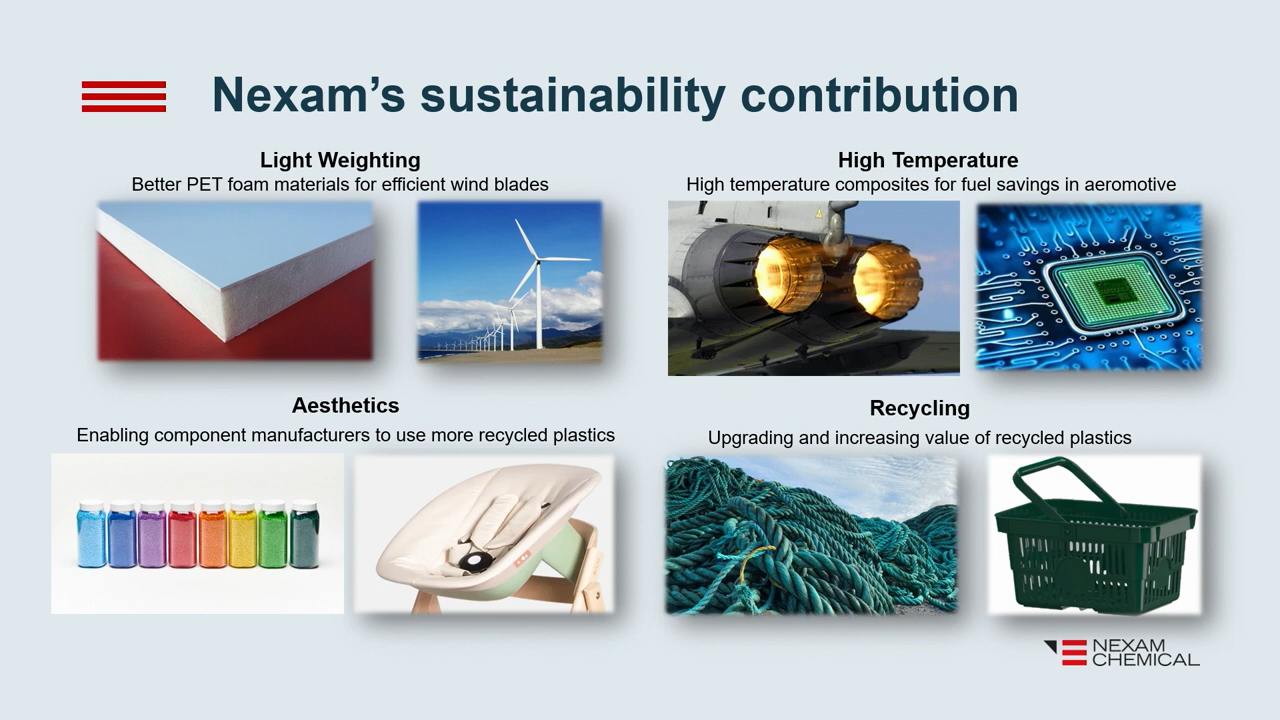 Nexam’s sustainability contribution
Light Weighting
Better PET foam materials for efficient wind blades
High Temperature
High temperature composites for fuel savings in aeromotive
Aesthetics
Enabling component manufacturers to use more recycled plastics
Recycling
Upgrading and increasing value of recycled plastics
NEXAM
CHEMICAL